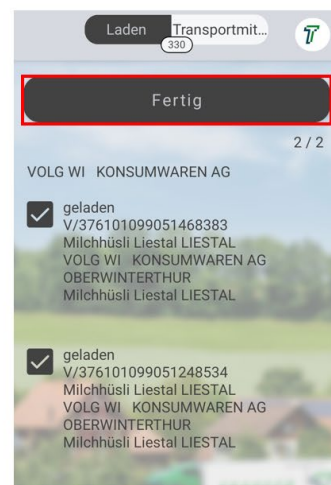 Laden Transportmit...
330
T
Fertig
2 / 2
VOLG WI KONSUMWAREN AG
geladen
V/376101099051468383
Milchhüsli Liestal LIESTAL
VOLG WI KONSUMWAREN AG
OBERWINTERTHUR
Milchhüsli Liestal LIESTAL
geladen
V/376101099051248534
Milchhüsli Liestal LIESTAL
VOLG WI KONSUMWAREN AG
OBERWINTERTHUR
Milchhüsli Liestal LIESTAL